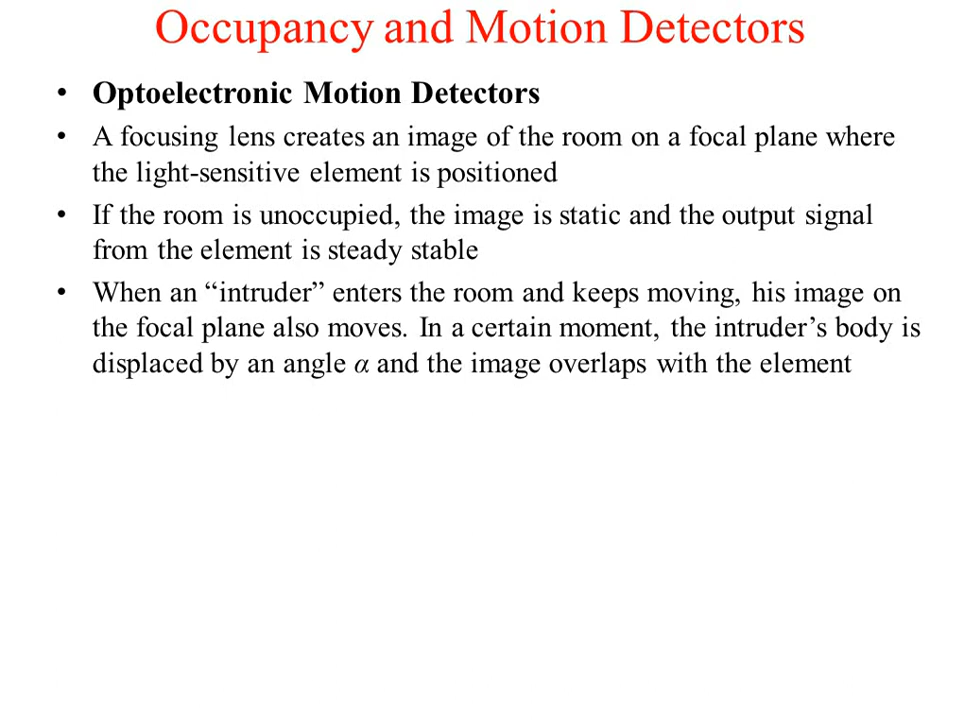 Occupancy and Motion Detectors
• Optoelectronic Motion Detectors
• A focusing lens creates an image of the room on a focal plane where
the light-sensitive element is positioned
• If the room is unoccupied, the image is static and the output signal
from the element is steady stable
• When an “intruder” enters the room and keeps moving, his image on
the focal plane also moves. In a certain moment, the intruder’s body is
displaced by an angle α and the image overlaps with the element